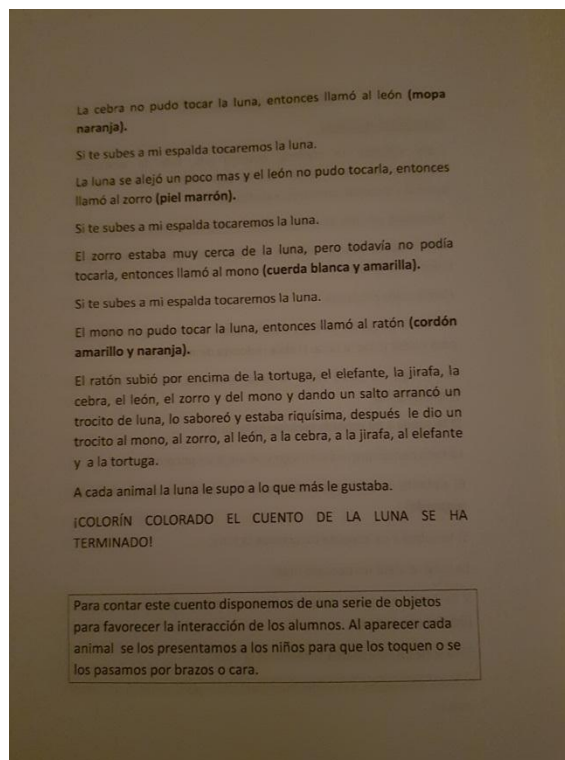 La cebra no pudo tocar la luna, entonces llamó al león (mopa
naranja).
Si te subes a mi espalda tocaremos la luna.
La luna se alejó un poco mas y el león no pudo tocarla, entonces
llamó al zorro (piel marrón).
Si te subes a mi espalda tocaremos la luna.
El zorro estaba muy cerca de la luna, pero todavía no podía
tocarla, entonces llamó al mono (cuerda blanca y amarilla).
Si te subes a mi espalda tocaremos la luna.
El mono no pudo tocar la luna, entonces llamó al ratón (cordón
amarillo y naranja).
El ratón subió por encima de la tortuga, el elefante, la jirafa, la
cebra, el león, el zorro y del mono y dando un salto arrancó un
trocito de luna, lo saboreó y estaba riquísima, después le dio un
trocito al mono, al zorro, al león, a la cebra, a la jirafa, al elefante
y a la tortuga.
A cada animal la luna le supo a lo que más le gustaba.
¡COLORÍN COLORADO EL CUENTO DE LA LUNA SE HA
TERMINADO!
Para contar este cuento disponemos de una serie de objetos
para favorecer la interacción de los alumnos. Al aparecer cada
animal se los presentamos a los niños para que los toquen o se
los pasamos por brazos o cara.